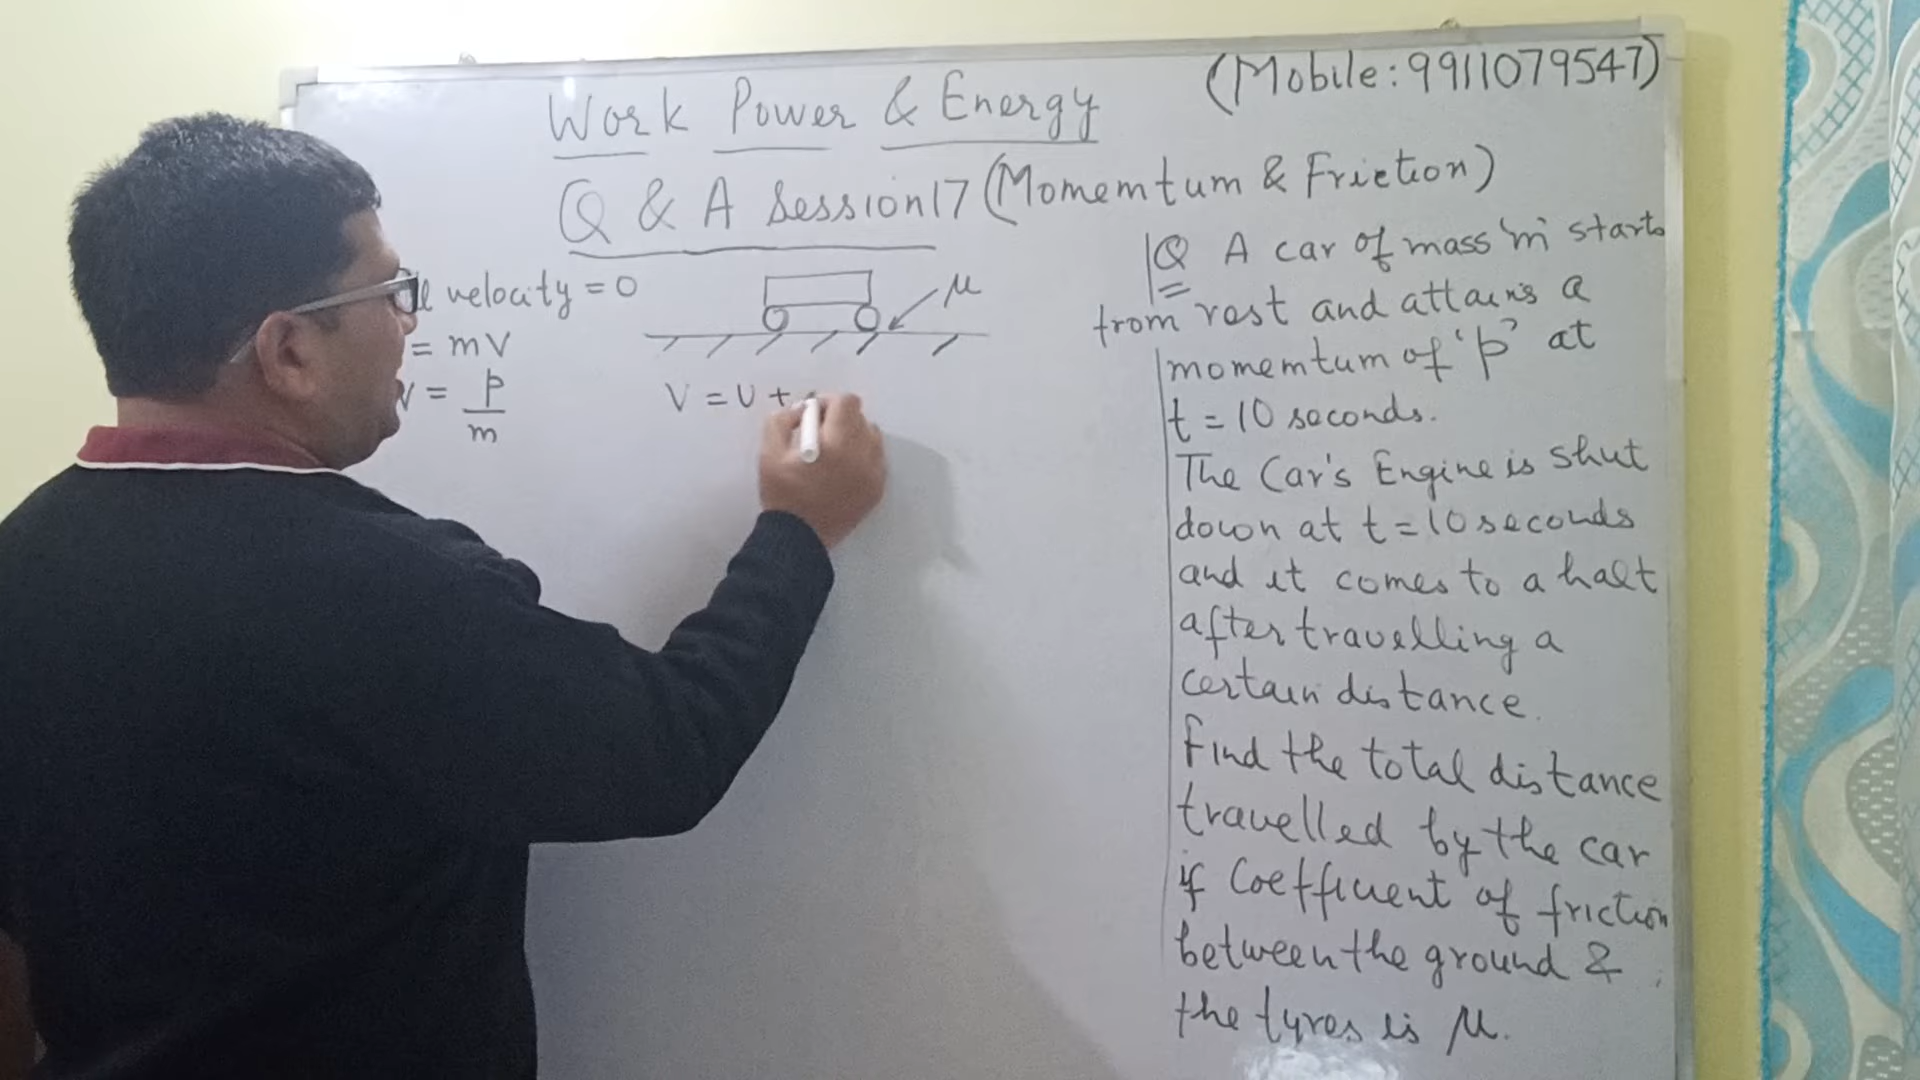 (Mobile: 9911079547)
Work Power & Energy
Q & A Session 17 (Momemtum & Friction)
velocity = 0
= mV
V = p/m
μ
V = U +
Q A car of mass 'm' starts
from rest and attains a
momemtum of 'p' at
t = 10 seconds.
The Car's Engine is shut
down at t = 10 seconds
and it comes to a halt
after travelling a
certain distance.
Find the total distance
travelled by the car
if Coefficient of friction
between the ground &
the tyres is μ.